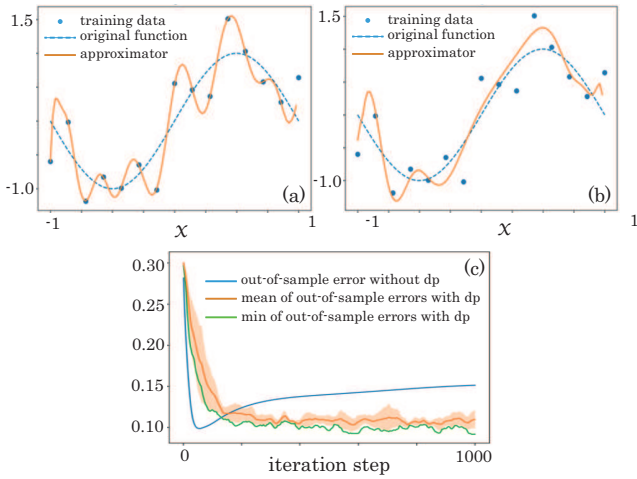 1.5
training data
original function
approximator
-1.0
(a)
-1
x
1
1.5
training data
original function
approximator
-1.0
(b)
-1
x
1
0.30
(c)
out-of-sample error without dp
mean of out-of-sample errors with dp
min of out-of-sample errors with dp
0.25
0.20
0.15
0.10
0
1000
iteration step